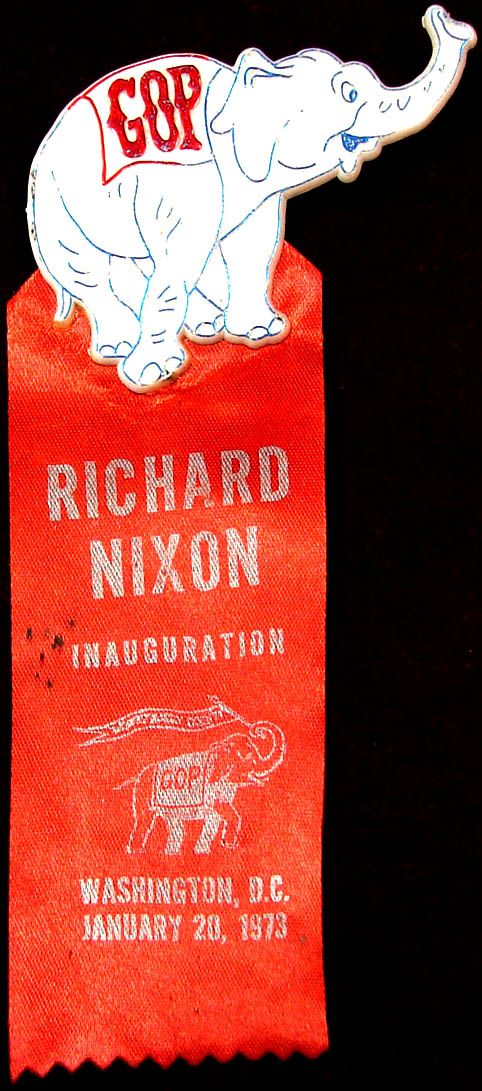 GOP
RICHARD
NIXON
INAUGURATION
GOP
WASHINGTON, D.C.
JANUARY 20, 1973